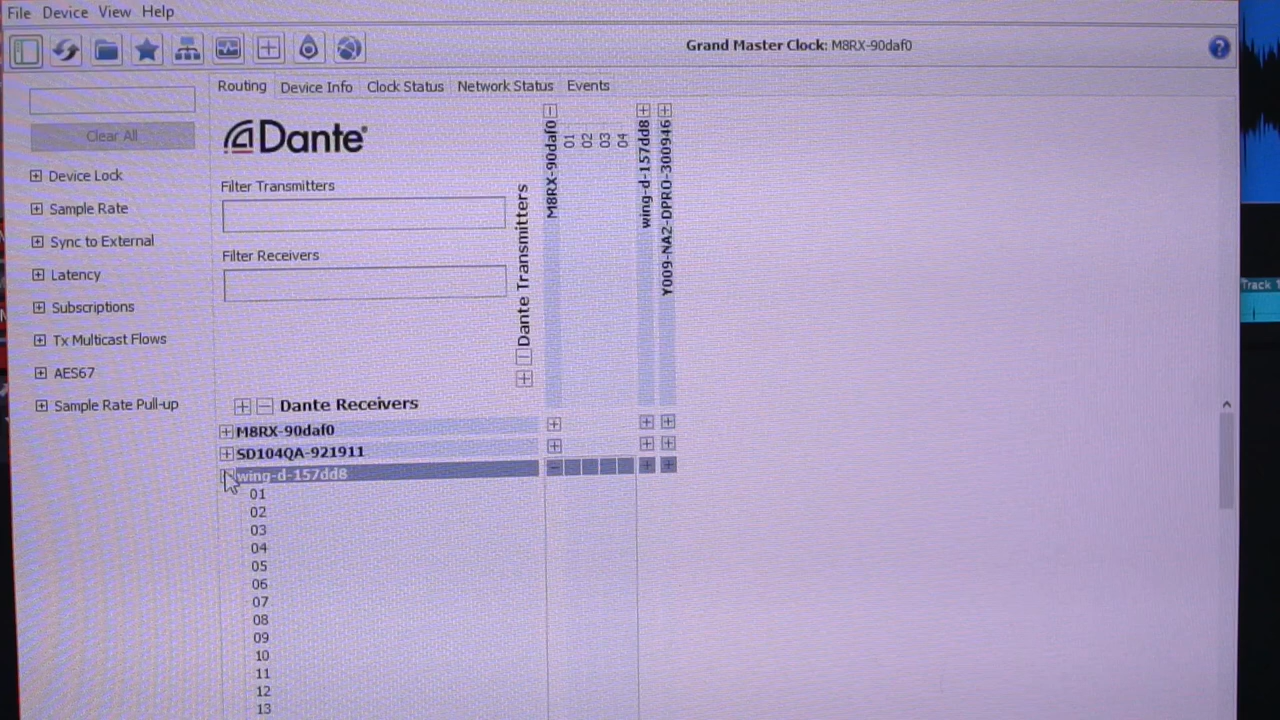 File Device View Help
Grand Master Clock: M8RX-90daf0
?
Routing Device Info Clock Status Network Status Events
Clear All
Device Lock
Sample Rate
Sync to External
Latency
Subscriptions
Tx Multicast Flows
AES67
Sample Rate Pull-up
Dante®
Filter Transmitters
Filter Receivers
Dante Transmitters
M8RX-90daf0
01
02
03
04
wing-d-157dd8
Y009-NA2-DPRO-300946
Dante Receivers
M8RX-90daf0
SD104QA-921911
wing-d-157dd8
01
02
03
04
05
06
07
08
09
10
11
12
13
Track 1